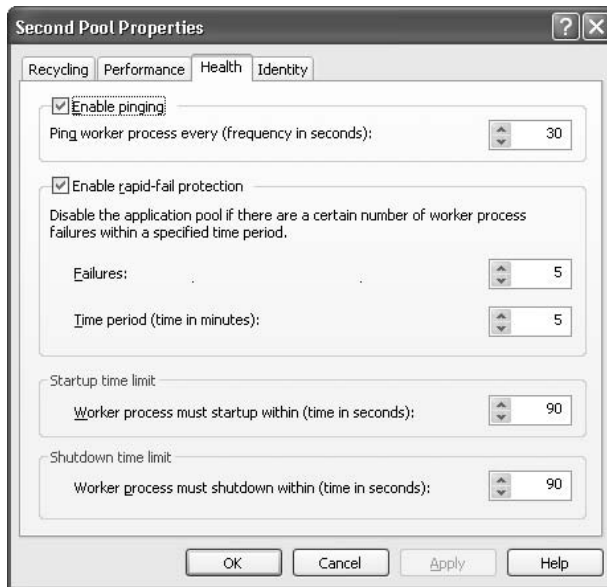 Second Pool Properties
Recycling Performance Health Identity
Enable pinging
Ping worker process every (frequency in seconds): 30
Enable rapid-fail protection
Disable the application pool if there are a certain number of worker process
failures within a specified time period.
Failures: 5
Time period (time in minutes): 5
Startup time limit
Worker process must startup within (time in seconds): 90
Shutdown time limit
Worker process must shutdown within (time in seconds): 90
OK Cancel Apply Help